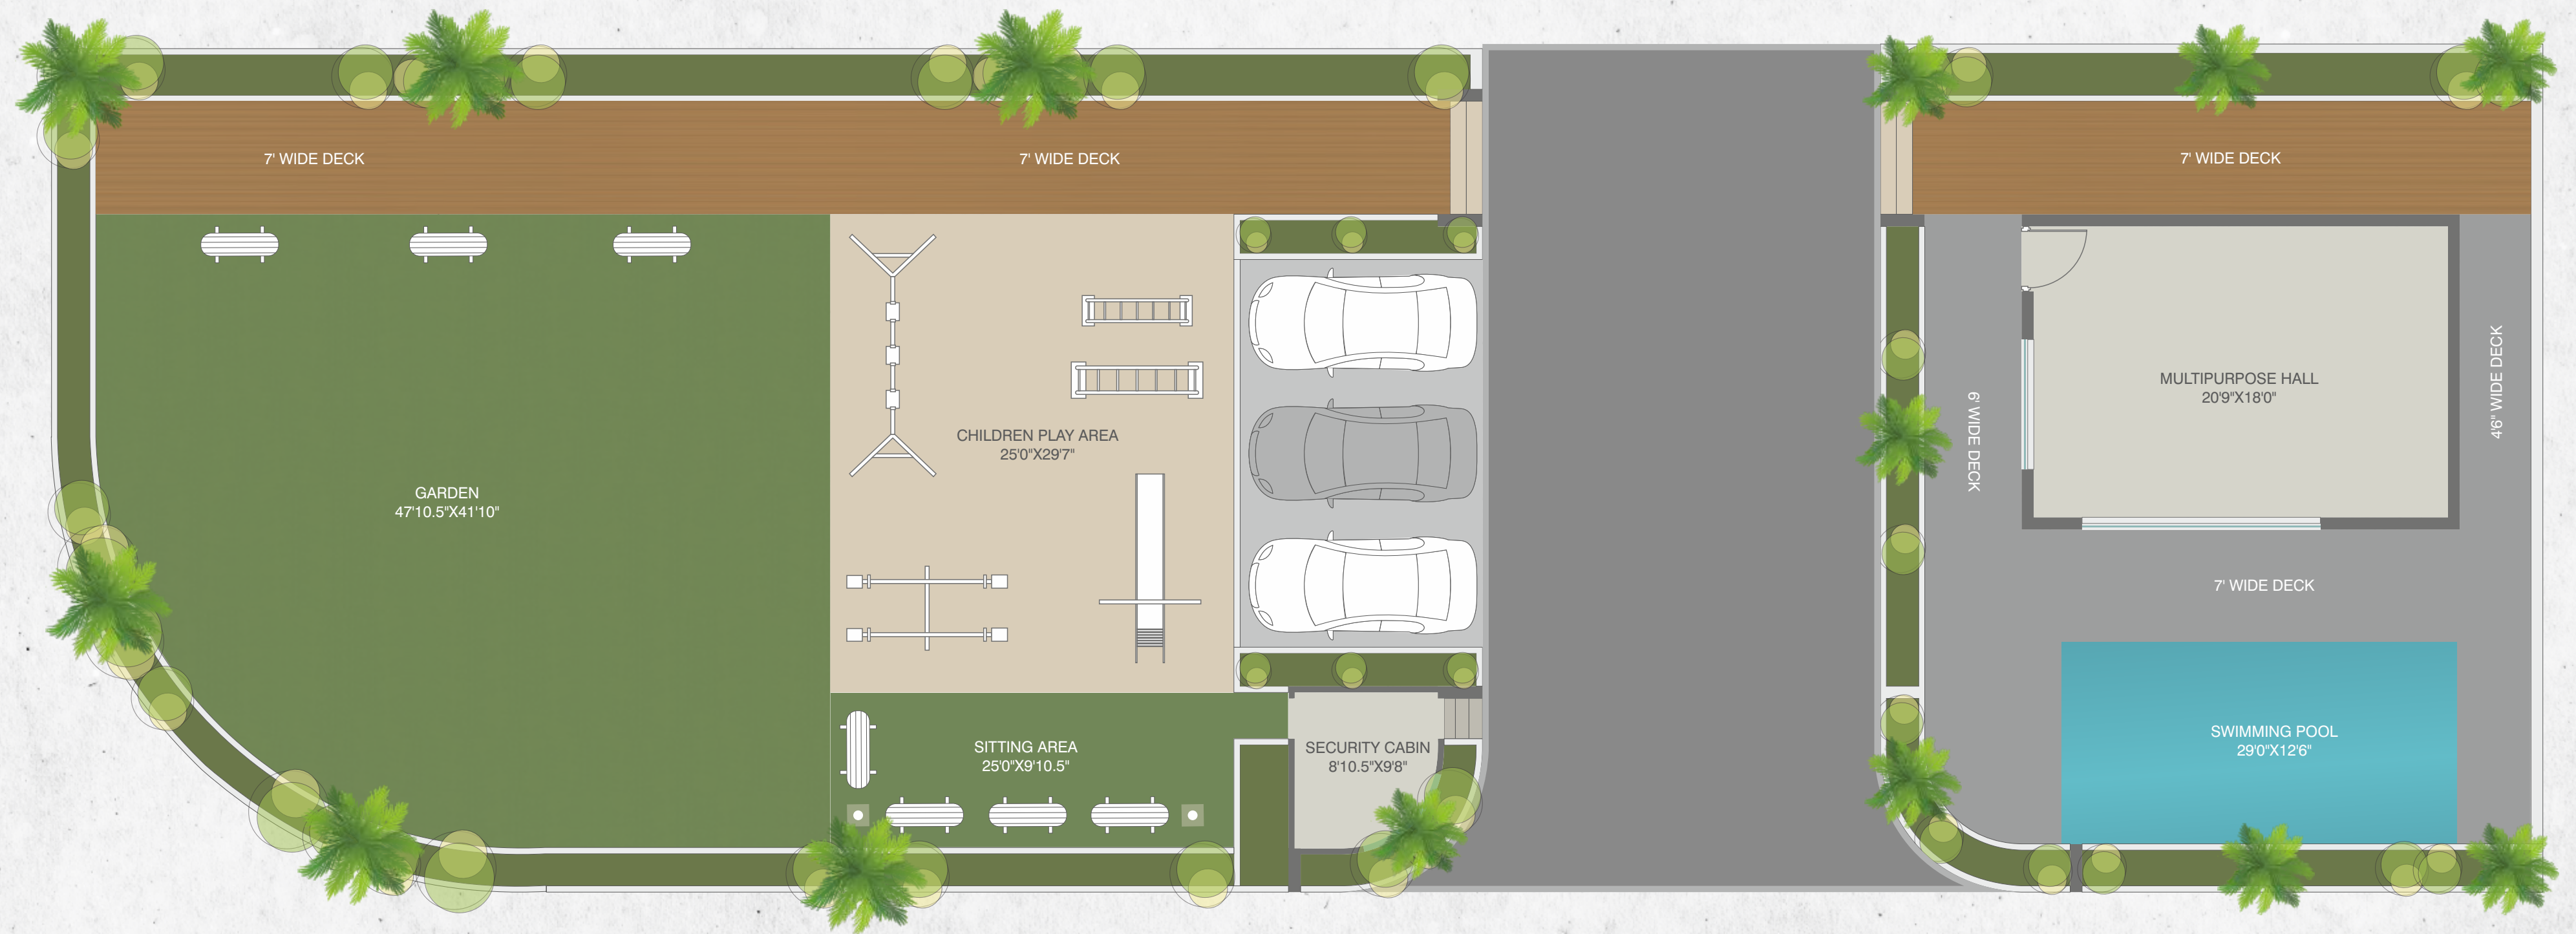 7' WIDE DECK
7' WIDE DECK
7' WIDE DECK
GARDEN
47'10.5"X41'10"
CHILDREN PLAY AREA
25'0"X29'7"
SITTING AREA
25'0"X9'10.5"
SECURITY CABIN
8'10.5"X9'8"
6' WIDE DECK
MULTIPURPOSE HALL
20'9"X18'0"
4'6" WIDE DECK
7' WIDE DECK
SWIMMING POOL
29'0"X12'6"